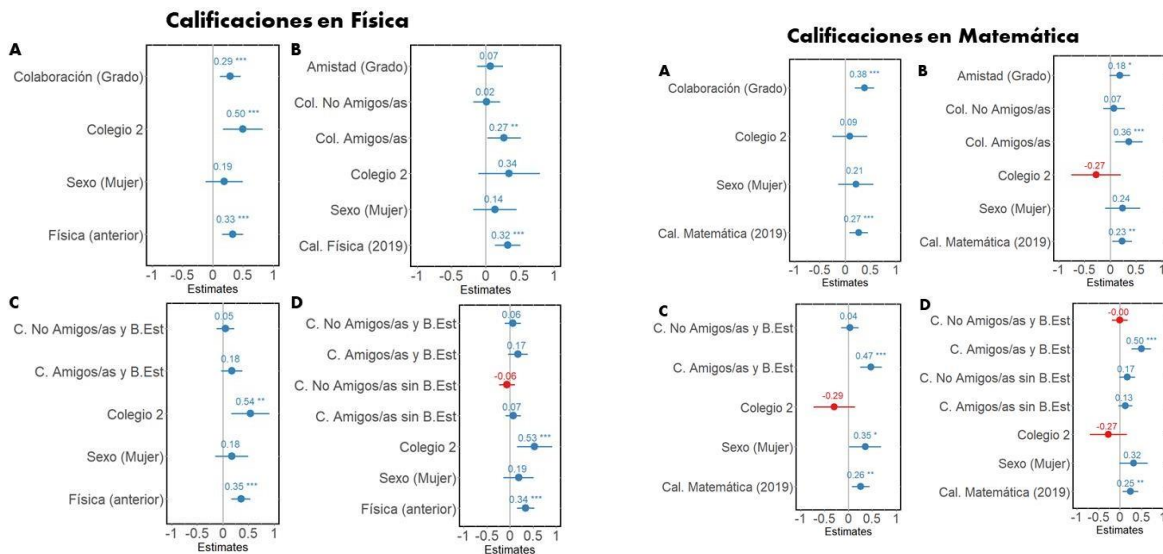 Calificaciones en Física
A
0.29 ***
Colaboración (Grado)
0.50 ***
Colegio 2
0.19
Sexo (Mujer)
0.33 ***
Física (anterior)
-1 -0.5 0 0.5 1
Estimates
B
0.07
Amistad (Grado)
0.02
Col. No Amigos/as
0.27 **
Col. Amigos/as
0.34
Colegio 2
0.14
Sexo (Mujer)
0.32 ***
Cal. Física (2019)
-1 -0.5 0 0.5 1
Estimates
C
0.05
C. No Amigos/as y B.Est
0.18
C. Amigos/as y B.Est
0.54 **
Colegio 2
0.18
Sexo (Mujer)
0.35 ***
Física (anterior)
-1 -0.5 0 0.5 1
Estimates
D
0.06
C. No Amigos/as y B.Est
0.17
C. Amigos/as y B.Est
-0.06
C. No Amigos/as sin B.Est
0.07
C. Amigos/as sin B.Est
0.53 ***
Colegio 2
0.19
Sexo (Mujer)
0.34 ***
Física (anterior)
-1 -0.5 0 0.5 1
Estimates
Calificaciones en Matemática
A
0.38 ***
Colaboración (Grado)
0.09
Colegio 2
0.21
Sexo (Mujer)
0.27 ***
Cal. Matemática (2019)
-1 -0.5 0 0.5 1
Estimates
B
0.18 *
Amistad (Grado)
0.07
Col. No Amigos/as
0.36 ***
Col. Amigos/as
-0.27
Colegio 2
0.24
Sexo (Mujer)
0.23 **
Cal. Matemática (2019)
-1 -0.5 0 0.5 1
Estimates
C
0.04
C. No Amigos/as y B.Est
0.47 ***
C. Amigos/as y B.Est
-0.29
Colegio 2
0.35 *
Sexo (Mujer)
0.26 **
Cal. Matemática (2019)
-1 -0.5 0 0.5 1
Estimates
D
-0.00
C. No Amigos/as y B.Est
0.50 ***
C. Amigos/as y B.Est
0.17
C. No Amigos/as sin B.Est
0.13
C. Amigos/as sin B.Est
-0.27
Colegio 2
0.32
Sexo (Mujer)
0.25 **
Cal. Matemática (2019)
-1 -0.5 0 0.5 1
Estimates